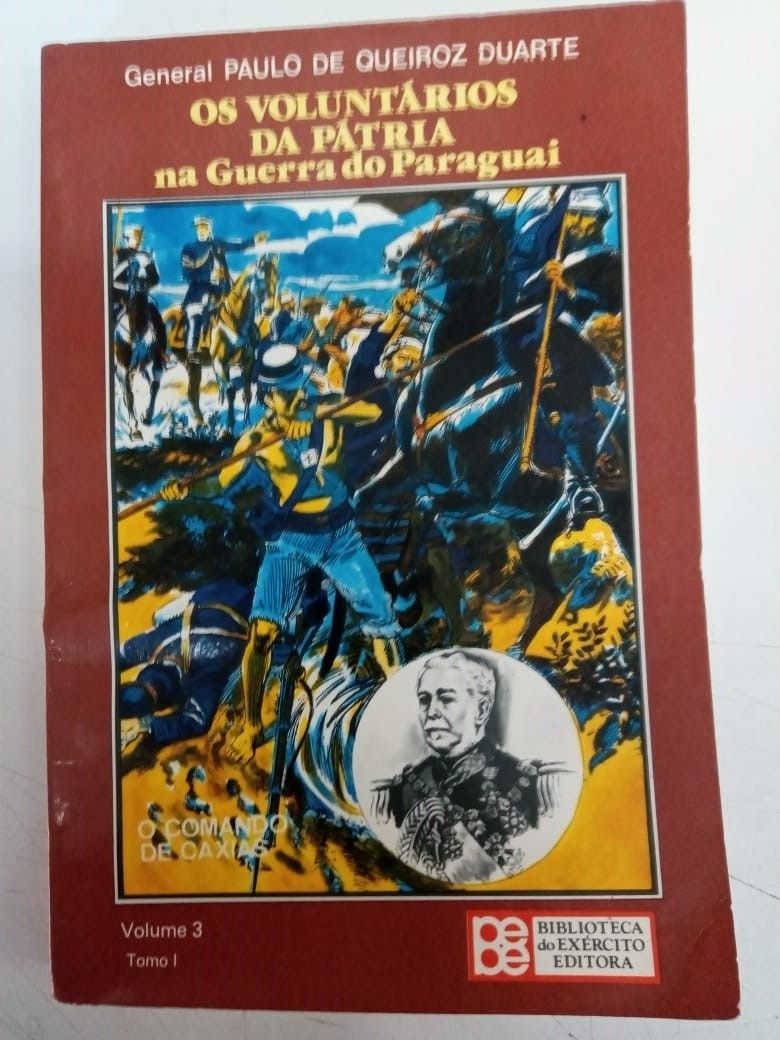 General PAULO DE QUEIROZ DUARTE
OS VOLUNTÁRIOS
DA PÁTRIA
na Guerra do Paraguai
O COMANDO
DE CAXIAS
Volume 3
Tomo I
BIBLIOTECA
do EXÉRCITO
EDITORA